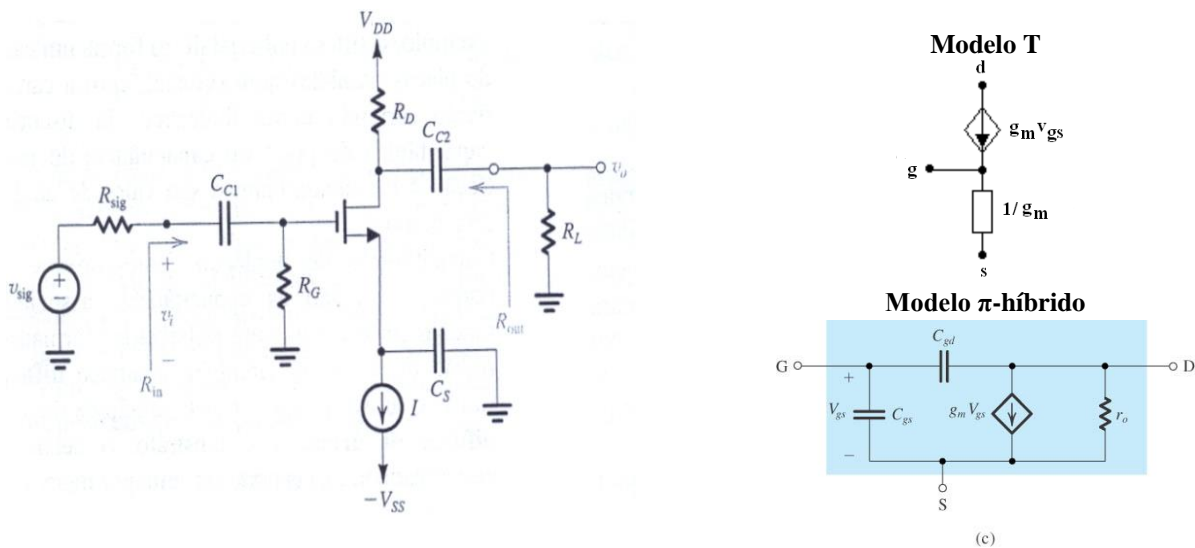 V_DD
R_D
C_C2
v_o
R_sig
C_C1
R_L
v_sig
+
−
+
v_i
−
R_G
R_out
R_in
C_S
I
−V_SS
Modelo T
d
g_m v_gs
g
1/ g_m
s
Modelo π-híbrido
C_gd
G
D
+
V_gs
−
C_gs
g_m V_gs
r_o
S
(c)